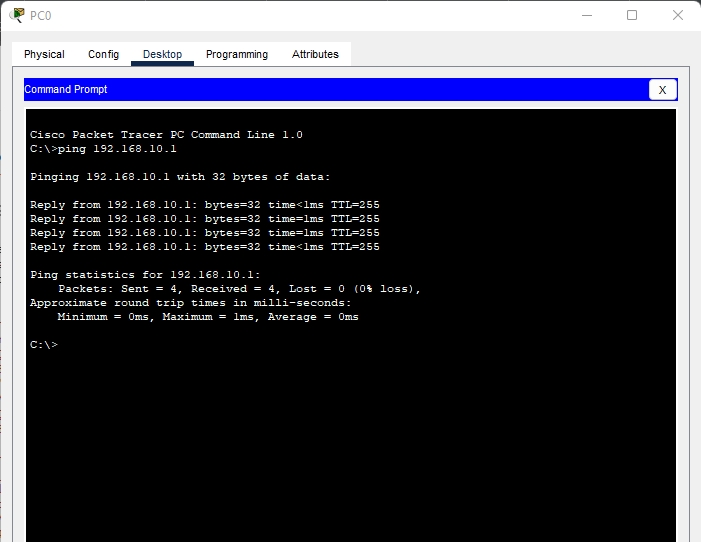 PC0
Physical Config Desktop Programming Attributes
Command Prompt X
Cisco Packet Tracer PC Command Line 1.0
C:\>ping 192.168.10.1
Pinging 192.168.10.1 with 32 bytes of data:
Reply from 192.168.10.1: bytes=32 time<1ms TTL=255
Reply from 192.168.10.1: bytes=32 time=1ms TTL=255
Reply from 192.168.10.1: bytes=32 time=1ms TTL=255
Reply from 192.168.10.1: bytes=32 time<1ms TTL=255
Ping statistics for 192.168.10.1:
Packets: Sent = 4, Received = 4, Lost = 0 (0% loss),
Approximate round trip times in milli-seconds:
Minimum = 0ms, Maximum = 1ms, Average = 0ms
C:\>